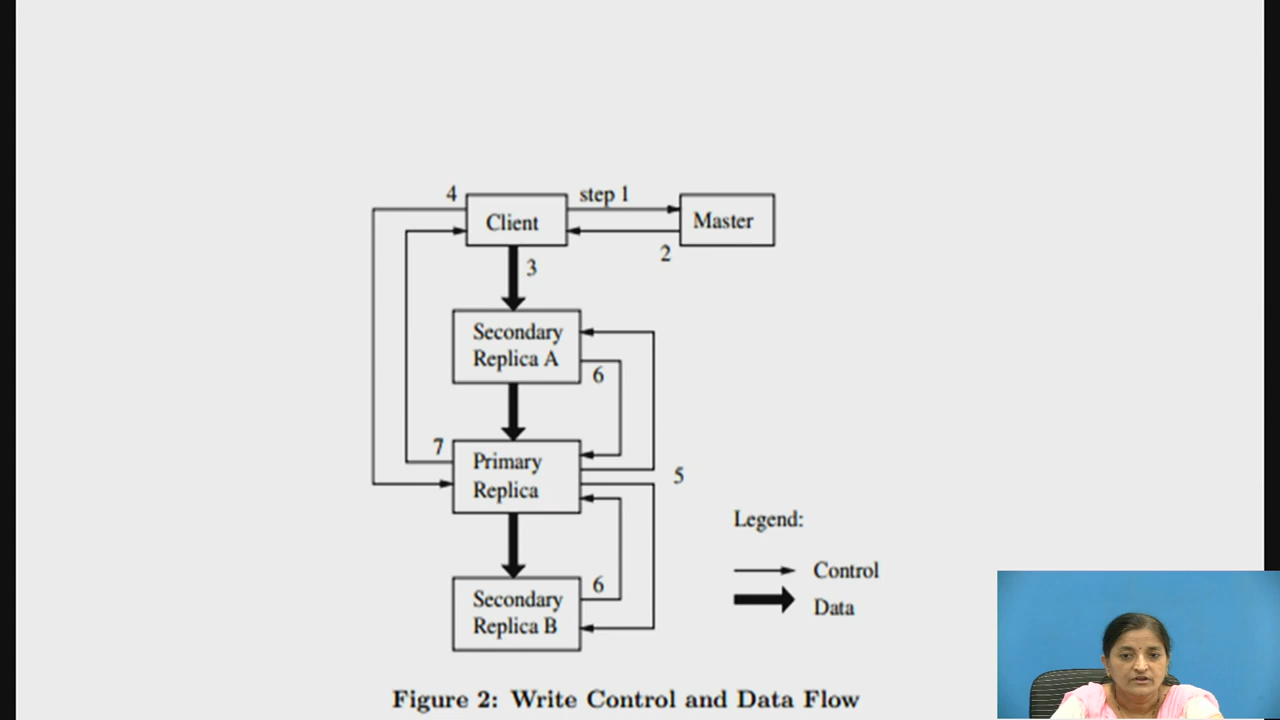 4
step 1
Client
Master
2
3
Secondary
Replica A
6
7
Primary
Replica
5
Legend:
Control
Data
6
Secondary
Replica B
Figure 2: Write Control and Data Flow